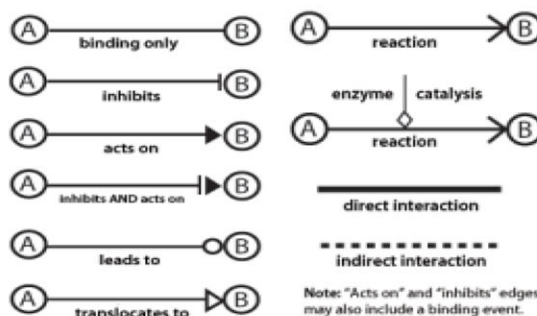 A B
binding only
A B
inhibits
A B
acts on
A B
inhibits AND acts on
A B
leads to
A B
translocates to
A B
reaction
enzyme catalysis
A B
reaction
direct interaction
indirect interaction
Note: "Acts on" and "inhibits" edges
may also include a binding event.